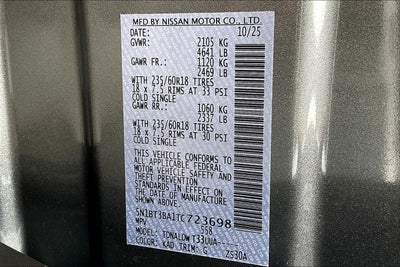 MFD BY NISSAN MOTOR CO., LTD.
DATE: 10/25
GVWR: 2105 KG
4641 LB
GAWR FR.: 1120 KG
2469 LB
WITH 235/60R18 TIRES
18 x 7.5 RIMS AT 33 PSI
COLD SINGLE
GAWR RR.: 1060 KG
2337 LB
WITH 235/60R18 TIRES
18 x 7.5 RIMS AT 30 PSI
COLD SINGLE
THIS VEHICLE CONFORMS TO
ALL APPLICABLE FEDERAL
MOTOR VEHICLE SAFETY AND
THEFT PREVENTION
STANDARDS IN EFFECT ON
THE DATE OF MANUFACTURE
SHOWN ABOVE.
5N1BT3BA1TC723698
MPV 556
MODEL:
COLOR: KAD TRIM: G ZS30A